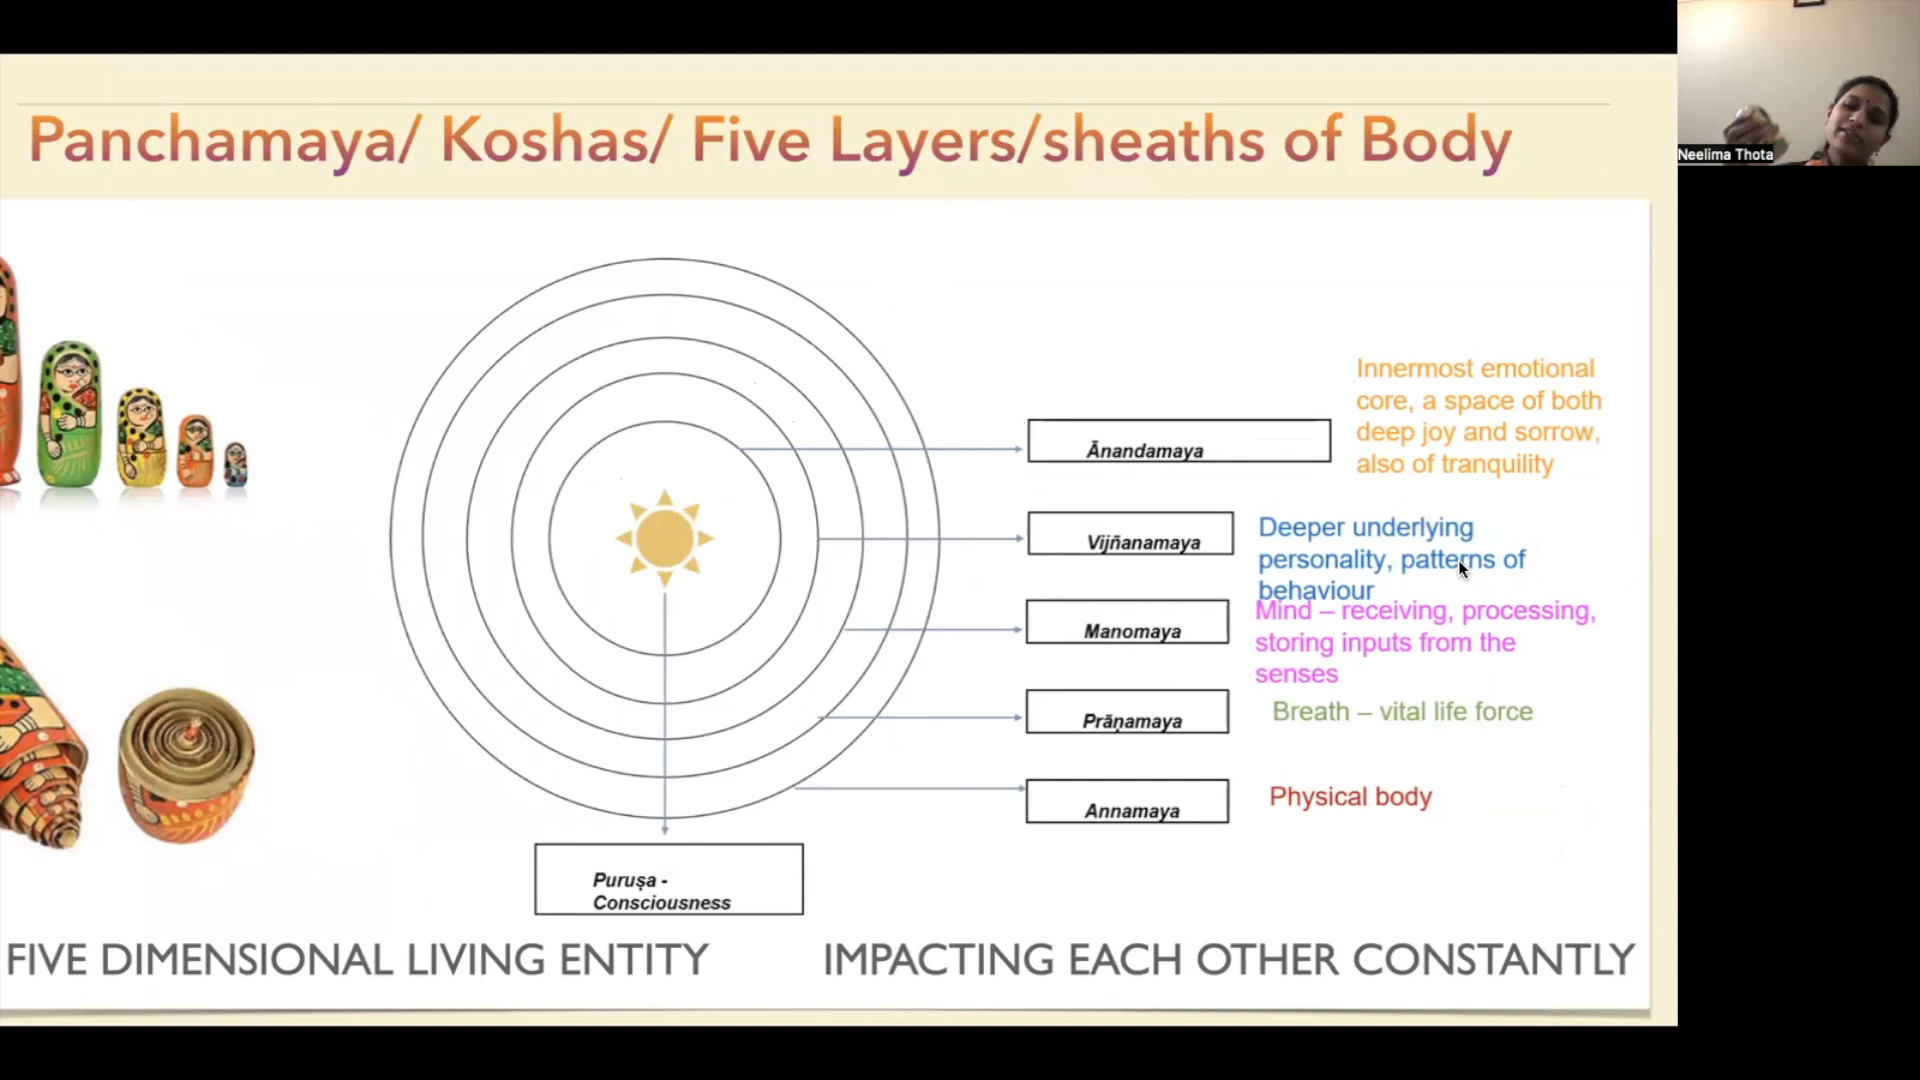 Panchamaya/ Koshas/ Five Layers/sheaths of Body
Neelima Thota
Innermost emotional
core, a space of both
deep joy and sorrow,
also of tranquility
Ānandamaya
Deeper underlying
personality, patterns of
behaviour
Vijñanamaya
Mind – receiving, processing,
storing inputs from the
senses
Manomaya
Breath – vital life force
Prāṇamaya
Physical body
Annamaya
Puruṣa -
Consciousness
FIVE DIMENSIONAL LIVING ENTITY
IMPACTING EACH OTHER CONSTANTLY